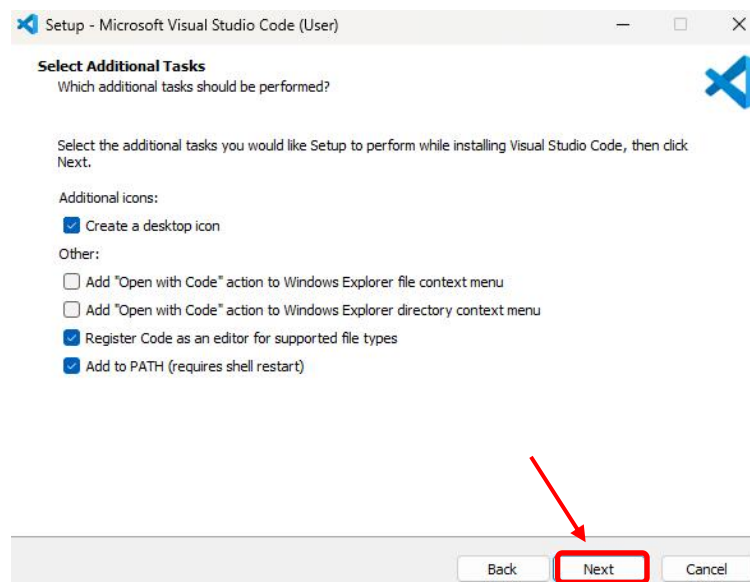 Setup - Microsoft Visual Studio Code (User)
Select Additional Tasks
Which additional tasks should be performed?
Select the additional tasks you would like Setup to perform while installing Visual Studio Code, then click
Next.
Additional icons:
Create a desktop icon
Other:
Add "Open with Code" action to Windows Explorer file context menu
Add "Open with Code" action to Windows Explorer directory context menu
Register Code as an editor for supported file types
Add to PATH (requires shell restart)
Back Next Cancel